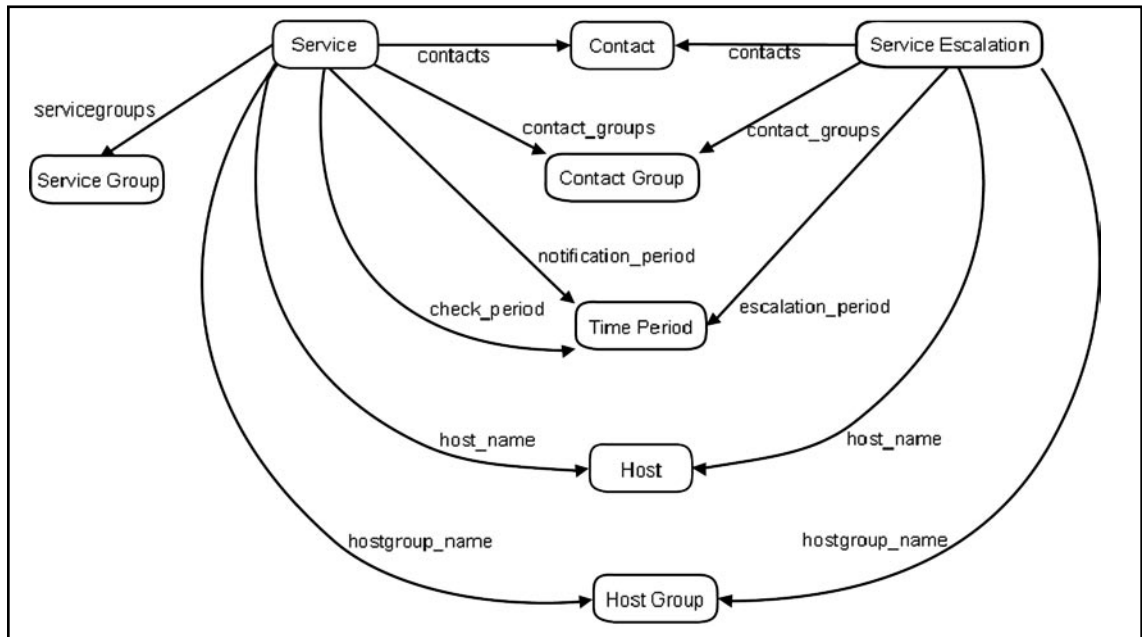 Service
Contact
Service Escalation
contacts
contacts
servicegroups
contact_groups
contact_groups
Service Group
Contact Group
notification_period
check_period
escalation_period
Time Period
host_name
host_name
Host
hostgroup_name
hostgroup_name
Host Group